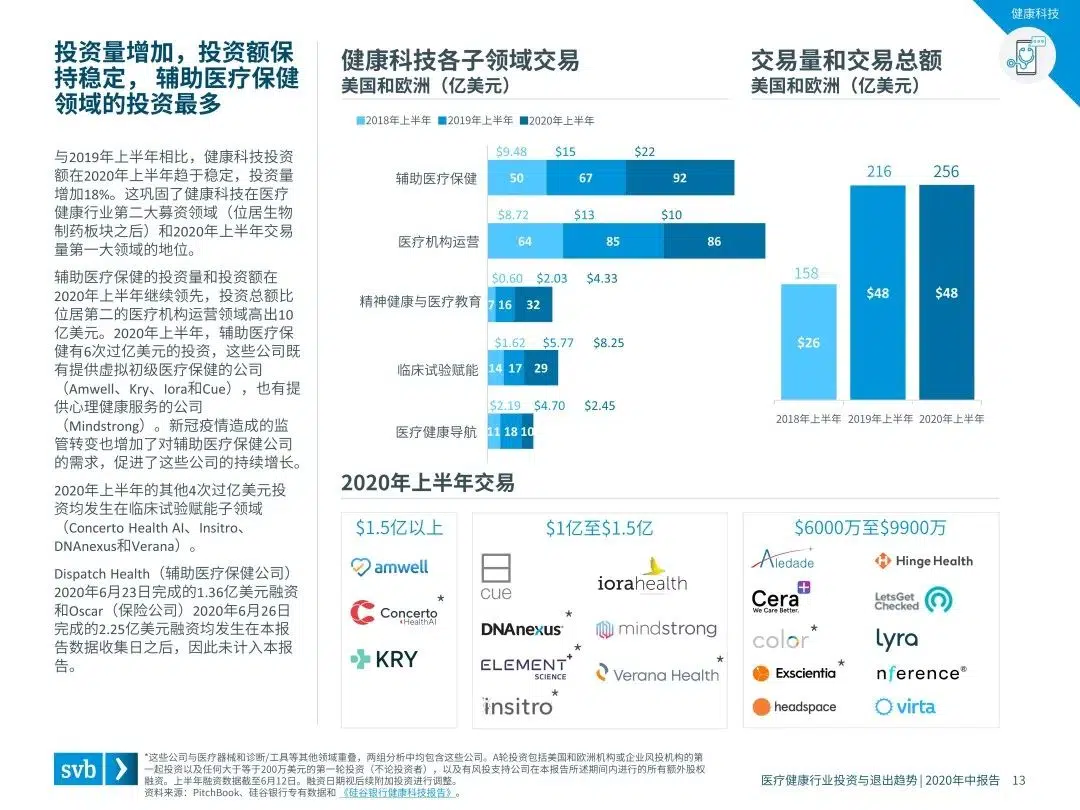 健康科技
投资量增加，投资额保
持稳定， 辅助医疗保健
领域的投资最多
与2019年上半年相比，健康科技投资
额在2020年上半年趋于稳定，投资量
增加18%。这巩固了健康科技在医疗
健康行业第二大募资领域（位居生物
制药板块之后）和2020年上半年交易
量第一大领域的地位。
辅助医疗保健的投资量和投资额在
2020年上半年继续领先，投资总额比
位居第二的医疗机构运营领域高出10
亿美元。2020年上半年，辅助医疗保
健有6次过亿美元的投资，这些公司既
有提供虚拟初级医疗保健的公司
（Amwell、Kry、Iora和Cue），也有提
供心理健康服务的公司
（Mindstrong）。新冠疫情造成的监
管转变也增加了对辅助医疗保健公司
的需求，促进了这些公司的持续增长。
2020年上半年的其他4次过亿美元投
资均发生在临床试验赋能子领域
（Concerto Health AI、Insitro、
DNAnexus和Verana）。
Dispatch Health（辅助医疗保健公司）
2020年6月23日完成的1.36亿美元融资
和Oscar（保险公司）2020年6月26日
完成的2.25亿美元融资均发生在本报
告数据收集日之后，因此未计入本报
告。
健康科技各子领域交易
美国和欧洲（亿美元）
2018年上半年 2019年上半年 2020年上半年
$9.48 $15 $22
辅助医疗保健 50 67 92
$8.72 $13 $10
医疗机构运营 64 85 86
$0.60 $2.03 $4.33
精神健康与医疗教育 7 16 32
$1.62 $5.77 $8.25
临床试验赋能 14 17 29
$2.19 $4.70 $2.45
医疗健康导航 11 18 10
交易量和交易总额
美国和欧洲（亿美元）
158 216 256
$26 $48 $48
2018年上半年 2019年上半年 2020年上半年
2020年上半年交易
$1.5亿以上
amwell
Concerto *
HealthAI
KRY
$1亿至$1.5亿
cue
iorahealth
DNAnexus *
mindstrong
ELEMENT *
SCIENCE
Verana Health *
insitro *
$6000万至$9900万
Aledade
Hinge Health
Cera
We Care Better.
LetsGet
Checked
color *
lyra
Exscientia *
nference®
headspace
virta
svb
*这些公司与医疗器械和诊断/工具等其他领域重叠，两组分析中均包含这些公司。A轮投资包括美国和欧洲机构或企业风投机构的第
一起投资以及任何大于等于200万美元的第一轮投资（不论投资者），以及有风投支持公司在本报告所述期间内进行的所有额外股权
融资。上半年融资数据截至6月12日。融资日期视后续附加投资进行调整。
资料来源：PitchBook、硅谷银行专有数据和 《硅谷银行健康科技报告》。
医疗健康行业投资与退出趋势 | 2020年中报告 13